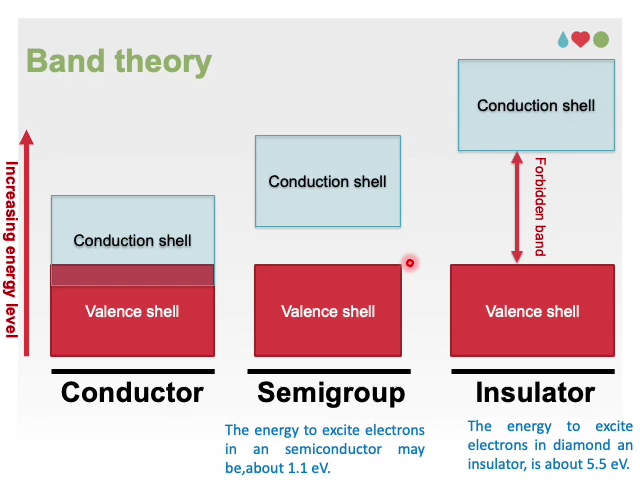 Band theory
Increasing energy level
Conduction shell
Valence shell
Conductor
Conduction shell
Valence shell
Semigroup
The energy to excite electrons
in an semiconductor may
be,about 1.1 eV.
Conduction shell
Forbidden band
Valence shell
Insulator
The energy to excite
electrons in diamond an
insulator, is about 5.5 eV.